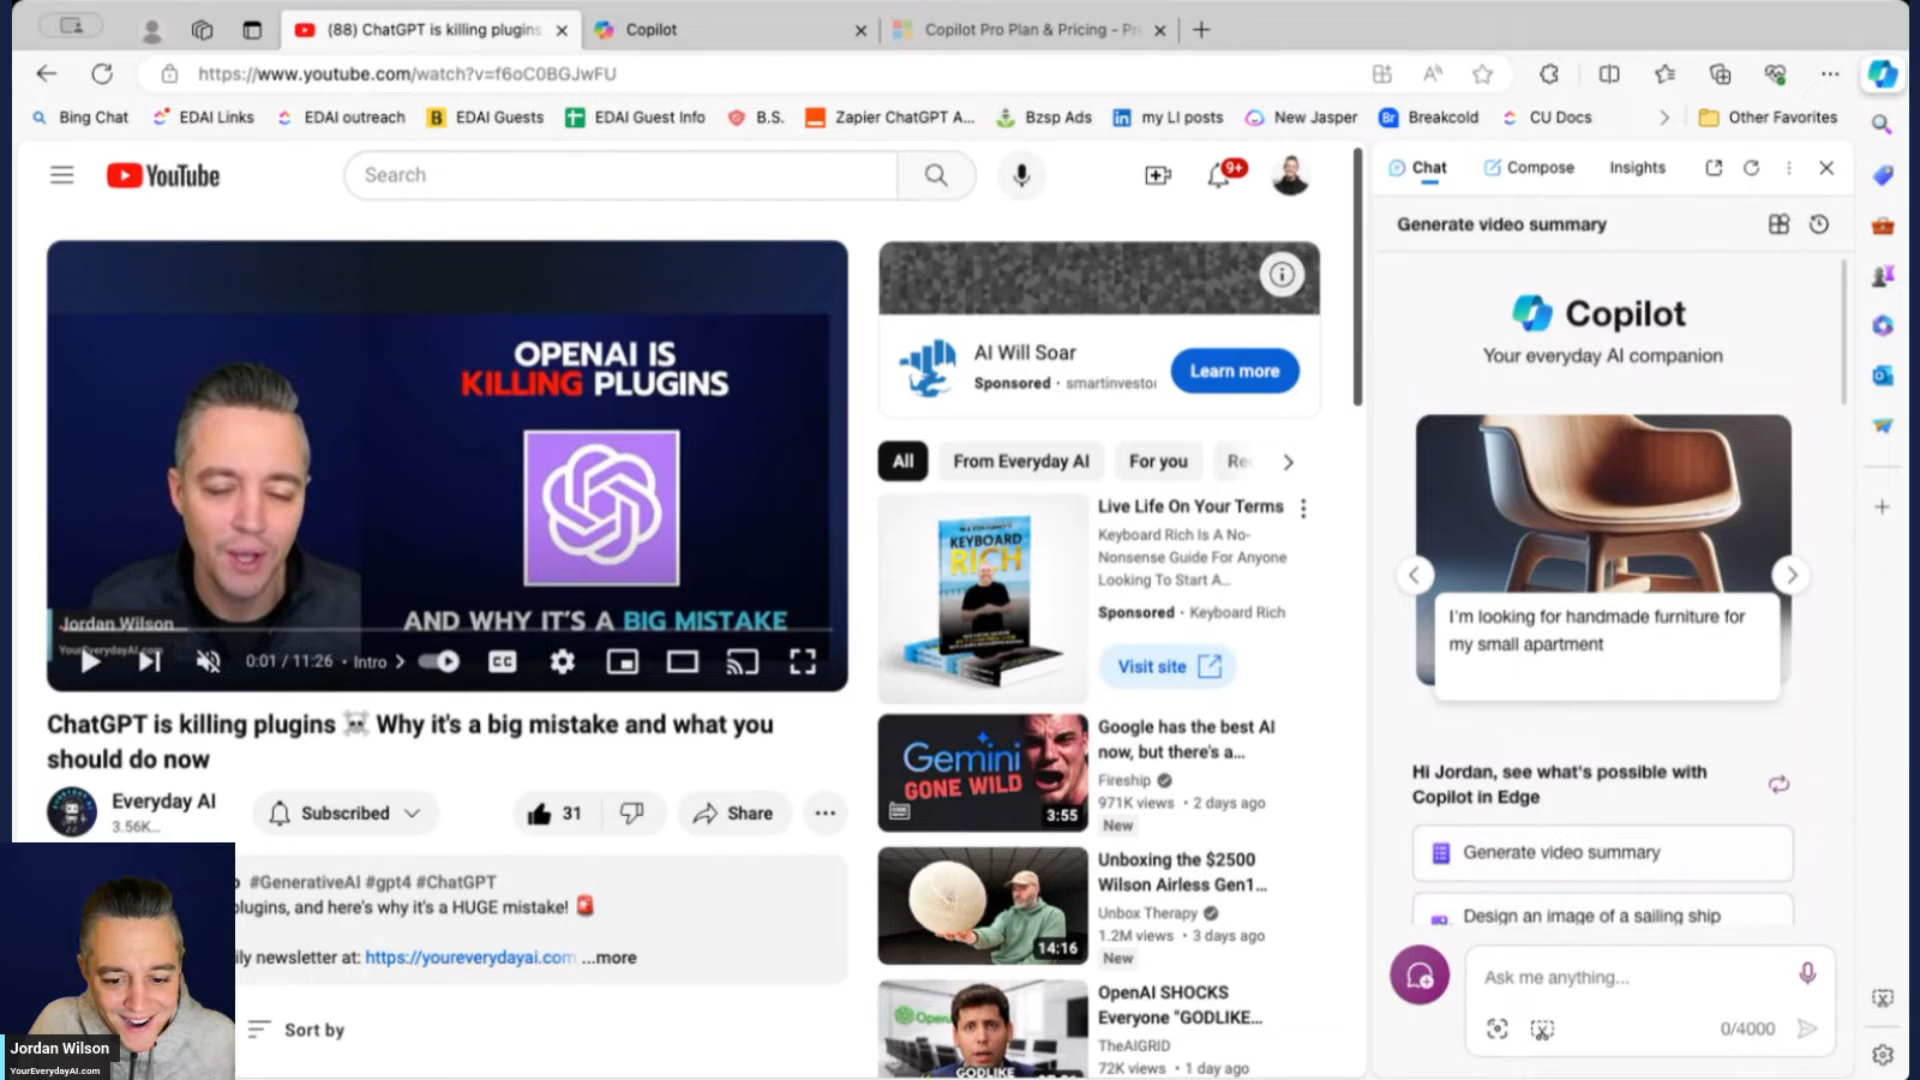 (88) ChatGPT is killing plugins
Copilot
Copilot Pro Plan & Pricing - Pr
https://www.youtube.com/watch?v=f6oC0BGJwFU
Bing Chat
EDAI Links
EDAI outreach
EDAI Guests
EDAI Guest Info
B.S.
Zapier ChatGPT A...
Bzsp Ads
my LI posts
New Jasper
Breakcold
CU Docs
Other Favorites
YouTube
Search
9+
Chat
Compose
Insights
Generate video summary
OPENAI IS
KILLING PLUGINS
AND WHY IT'S A BIG MISTAKE
Jordan Wilson
YourEverydayAI.com
0:01 / 11:26 • Intro
CC
AI Will Soar
Sponsored · smartinvestor
Learn more
All
From Everyday AI
For you
KEYBOARD
RICH
Live Life On Your Terms
Keyboard Rich Is A No-
Nonsense Guide For Anyone
Looking To Start A...
Sponsored · Keyboard Rich
Visit site
ChatGPT is killing plugins ☠️ Why it's a big mistake and what you
should do now
Everyday AI
3.56K...
Subscribed
31
Share
#GenerativeAI #gpt4 #ChatGPT
plugins, and here's why it's a HUGE mistake! 🚨
ily newsletter at: https://youreverydayai.com ...more
Sort by
Gemini
GONE WILD
3:55
Google has the best AI
now, but there's a...
Fireship
971K views • 2 days ago
New
14:16
Unboxing the $2500
Wilson Airless Gen1...
Unbox Therapy
1.2M views • 3 days ago
New
Open
GODLIKE
OpenAI SHOCKS
Everyone "GODLIKE...
TheAIGRID
72K views • 1 day ago
Copilot
Your everyday AI companion
I'm looking for handmade furniture for
my small apartment
Hi Jordan, see what's possible with
Copilot in Edge
Generate video summary
Design an image of a sailing ship
Ask me anything...
0/4000
Jordan Wilson
YourEverydayAI.com